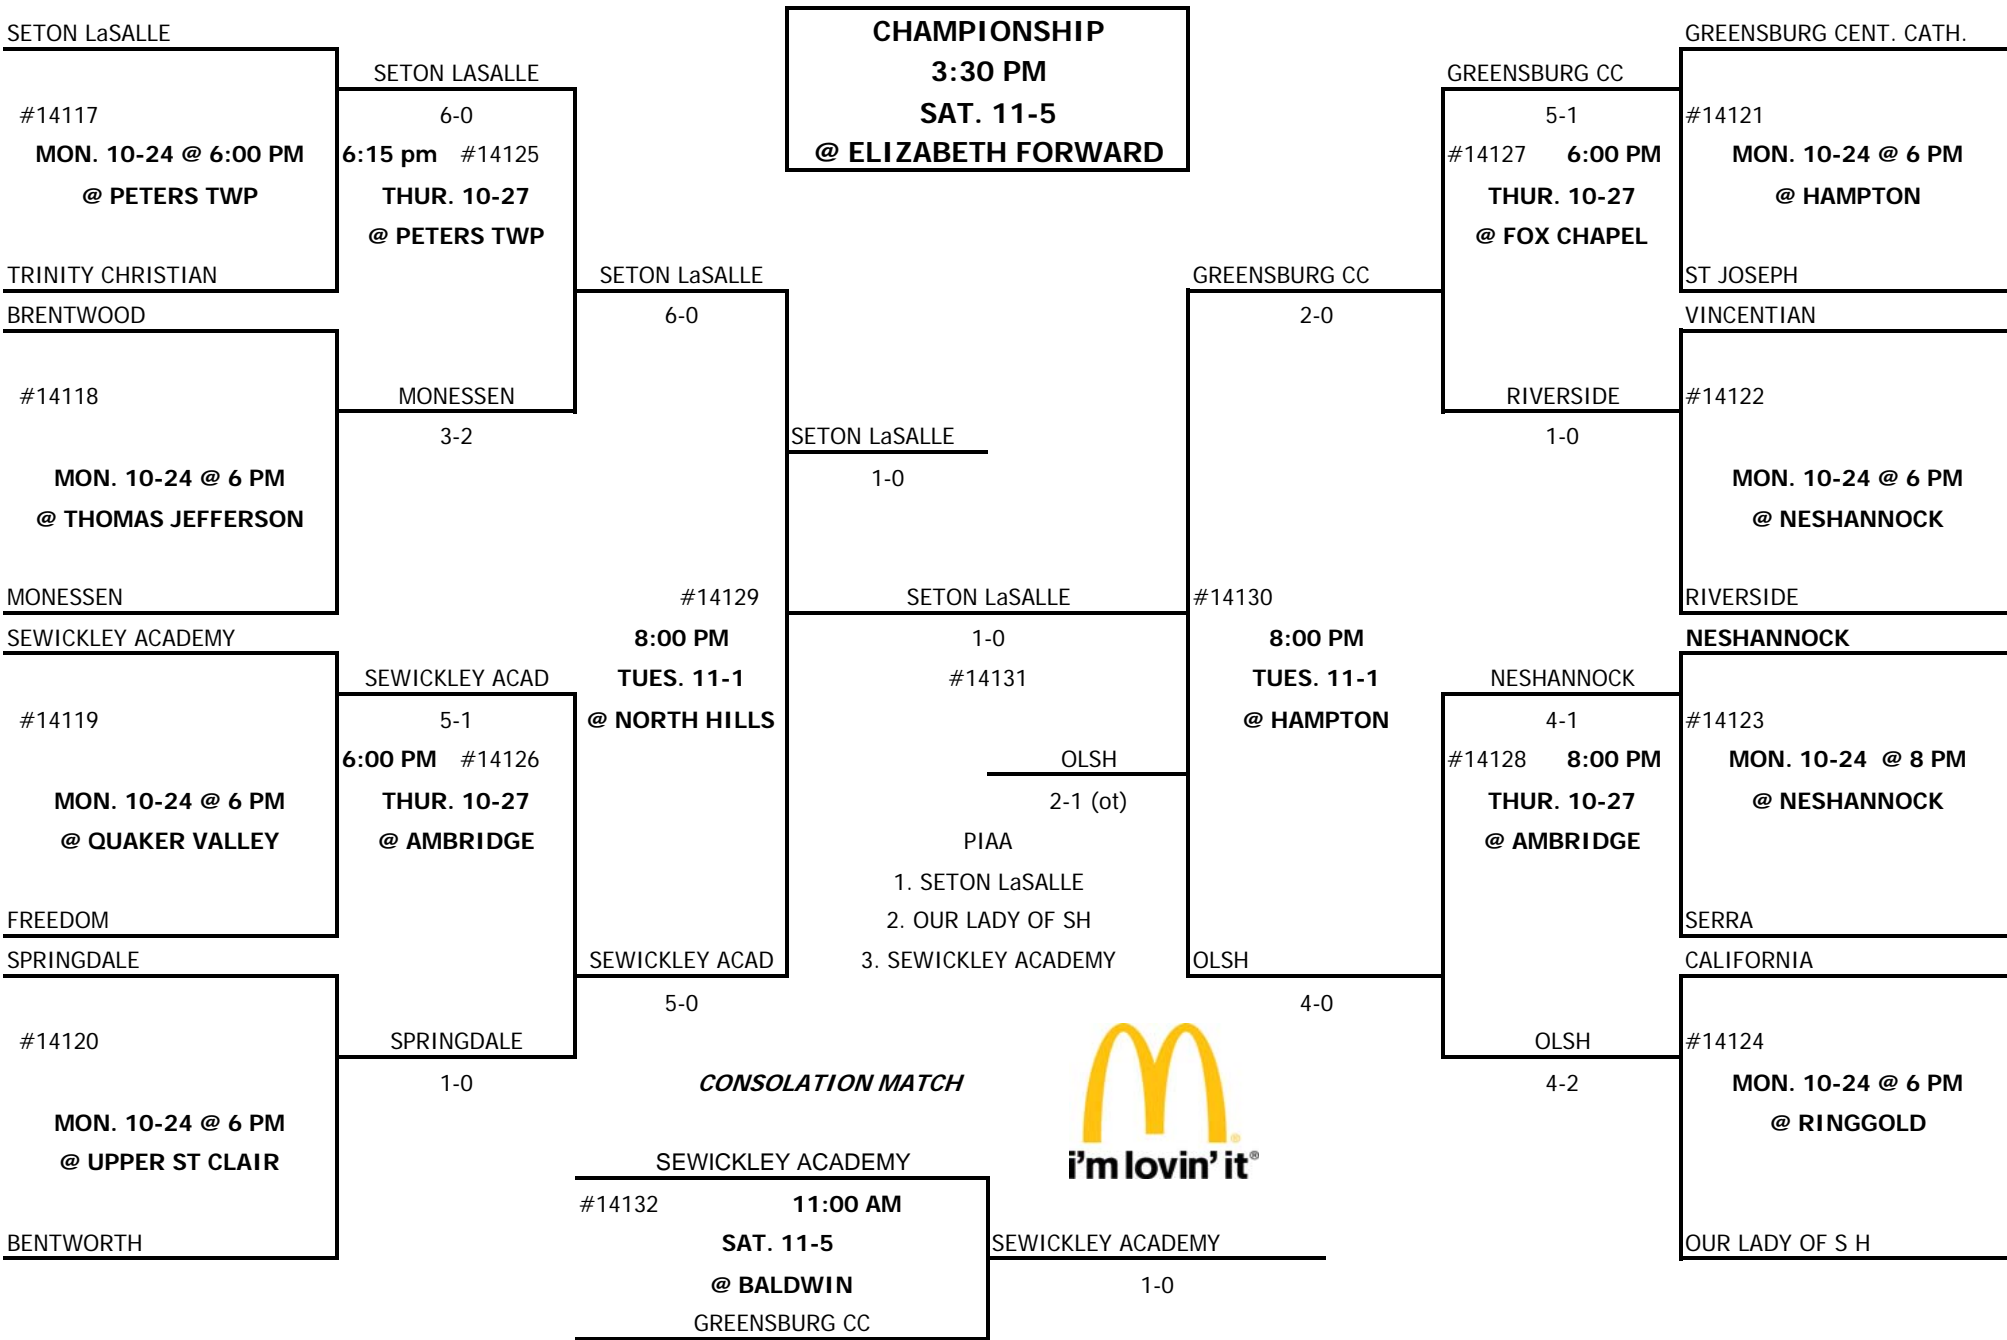 SETON LaSALLE
SETON LASALLE
#14117
6-0
MON. 10-24 @ 6:00 PM
6:15 pm #14125
@ PETERS TWP
THUR. 10-27
@ PETERS TWP
TRINITY CHRISTIAN
SETON LaSALLE
BRENTWOOD
6-0
#14118
MONESSEN
3-2
MON. 10-24 @ 6 PM
@ THOMAS JEFFERSON
MONESSEN
SEWICKLEY ACADEMY
SEWICKLEY ACAD
#14119
5-1
6:00 PM #14126
MON. 10-24 @ 6 PM
THUR. 10-27
@ QUAKER VALLEY
@ AMBRIDGE
FREEDOM
SPRINGDALE
SEWICKLEY ACAD
5-0
#14120
SPRINGDALE
1-0
MON. 10-24 @ 6 PM
@ UPPER ST CLAIR
BENTWORTH
#14129
8:00 PM
TUES. 11-1
@ NORTH HILLS
CHAMPIONSHIP
3:30 PM
SAT. 11-5
@ ELIZABETH FORWARD
SETON LaSALLE
1-0
SETON LaSALLE
1-0
#14131
OLSH
2-1 (ot)
PIAA
1. SETON LaSALLE
2. OUR LADY OF SH
3. SEWICKLEY ACADEMY
CONSOLATION MATCH
SEWICKLEY ACADEMY
#14132 11:00 AM
SAT. 11-5
@ BALDWIN
GREENSBURG CC
SEWICKLEY ACADEMY
1-0
i'm lovin' it®
GREENSBURG CC
2-0
#14130
8:00 PM
TUES. 11-1
@ HAMPTON
OLSH
4-0
GREENSBURG CC
5-1
#14127 6:00 PM
THUR. 10-27
@ FOX CHAPEL
RIVERSIDE
1-0
NESHANNOCK
4-1
#14128 8:00 PM
THUR. 10-27
@ AMBRIDGE
OLSH
4-2
GREENSBURG CENT. CATH.
#14121
MON. 10-24 @ 6 PM
@ HAMPTON
ST JOSEPH
VINCENTIAN
#14122
MON. 10-24 @ 6 PM
@ NESHANNOCK
RIVERSIDE
NESHANNOCK
#14123
MON. 10-24 @ 8 PM
@ NESHANNOCK
SERRA
CALIFORNIA
#14124
MON. 10-24 @ 6 PM
@ RINGGOLD
OUR LADY OF S H